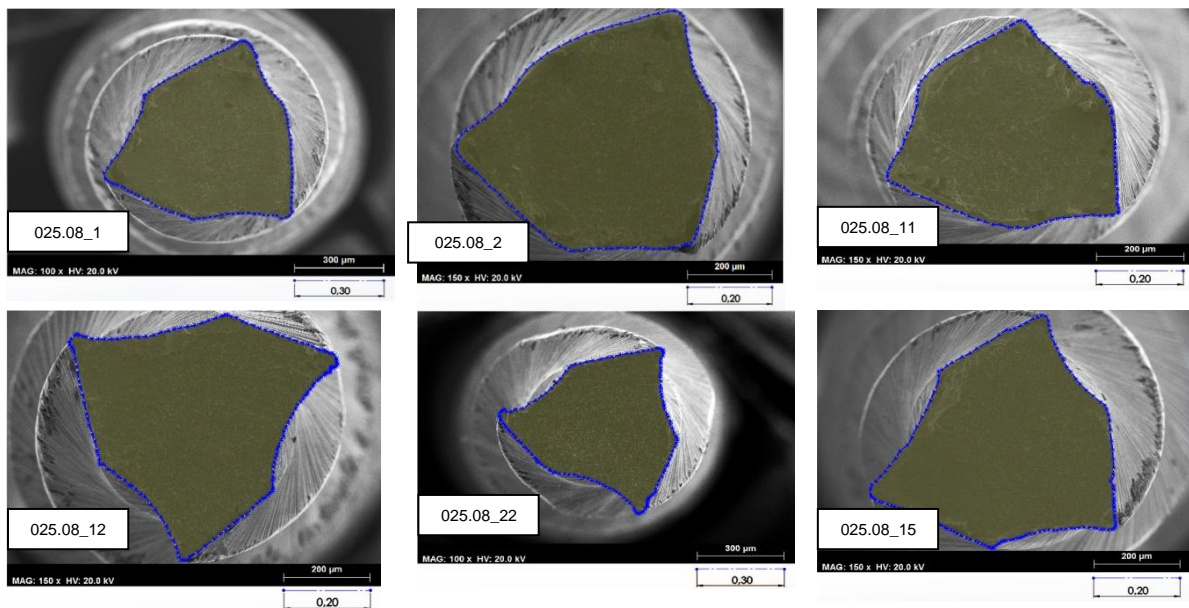 025.08_1
300 µm
MAG: 100 x HV: 20.0 kV
0,30
025.08_2
200 µm
MAG: 150 x HV: 20.0 kV
0,20
025.08_11
200 µm
MAG: 150 x HV: 20.0 kV
0,20
025.08_12
200 µm
MAG: 150 x HV: 20.0 kV
0,20
025.08_22
300 µm
MAG: 100 x HV: 20.0 kV
0,30
025.08_15
200 µm
MAG: 150 x HV: 20.0 kV
0,20